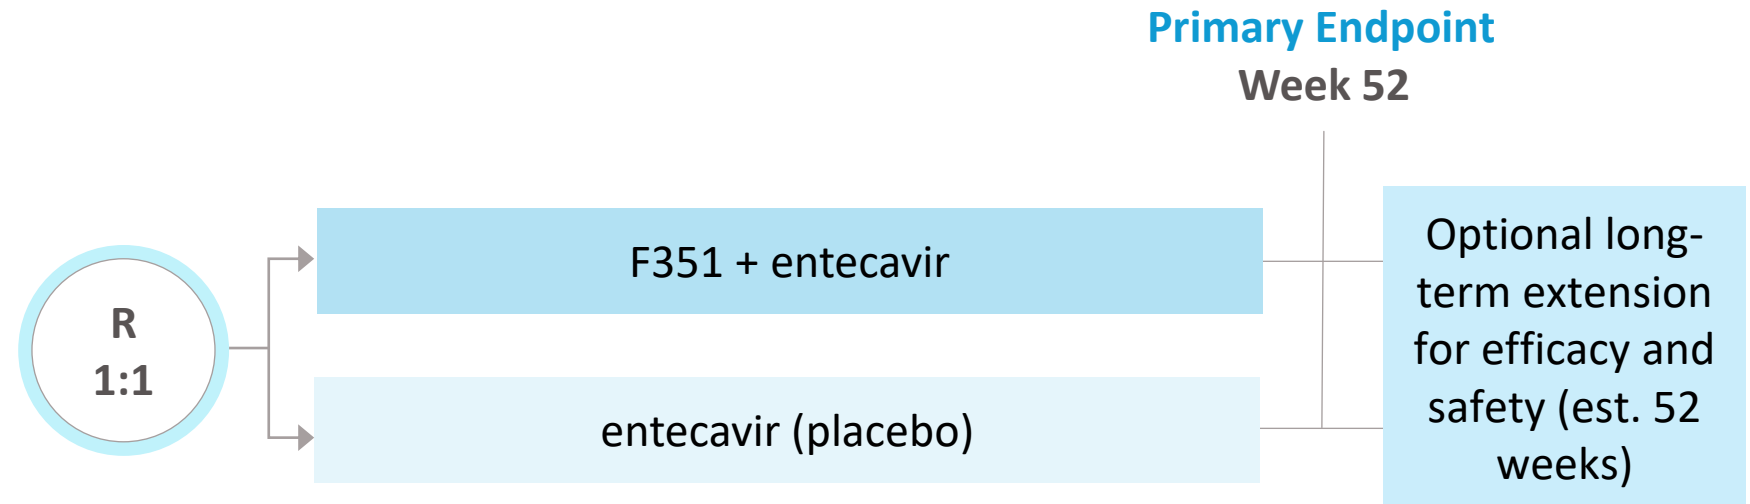 Primary Endpoint
Week 52
R
1:1
F351 + entecavir
entecavir (placebo)
Optional long-
term extension
for efficacy and
safety (est. 52
weeks)